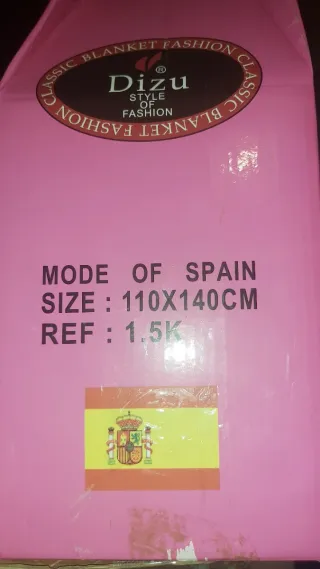 CLASSIC BLANKET FASHION CLASSIC BLANKET FASHION
Dizu ®
STYLE
OF
FASHION
MODE OF SPAIN
SIZE : 110X140CM
REF : 1.5K